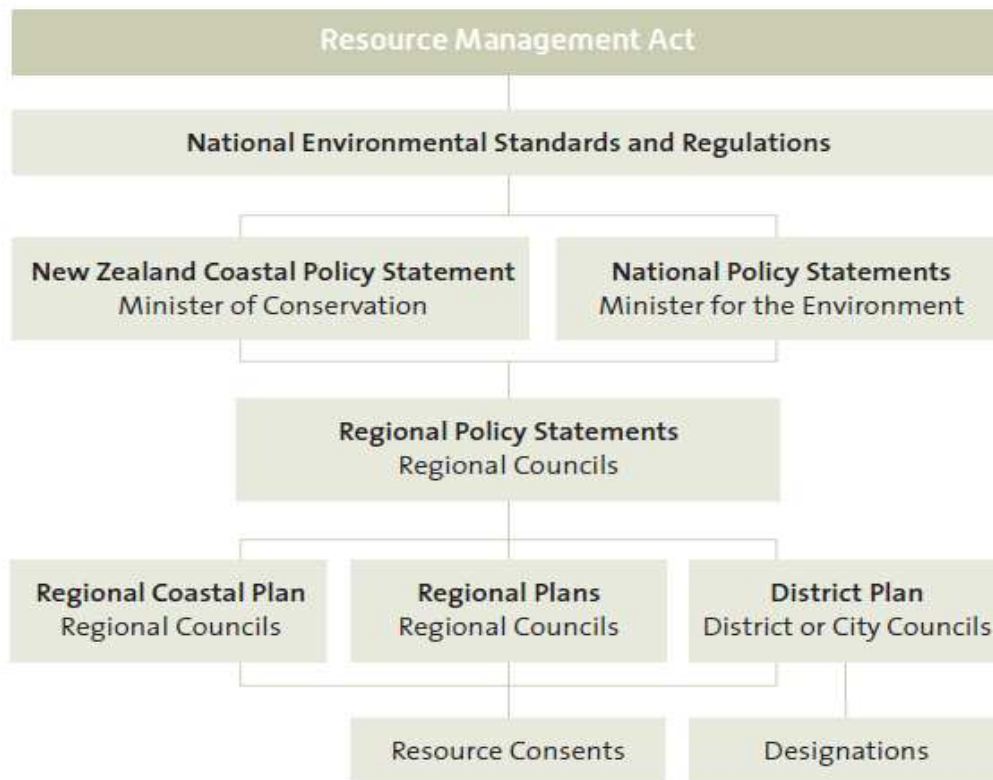 Resource Management Act
National Environmental Standards and Regulations
New Zealand Coastal Policy Statement
Minister of Conservation
National Policy Statements
Minister for the Environment
Regional Policy Statements
Regional Councils
Regional Coastal Plan
Regional Councils
Regional Plans
Regional Councils
District Plan
District or City Councils
Resource Consents
Designations